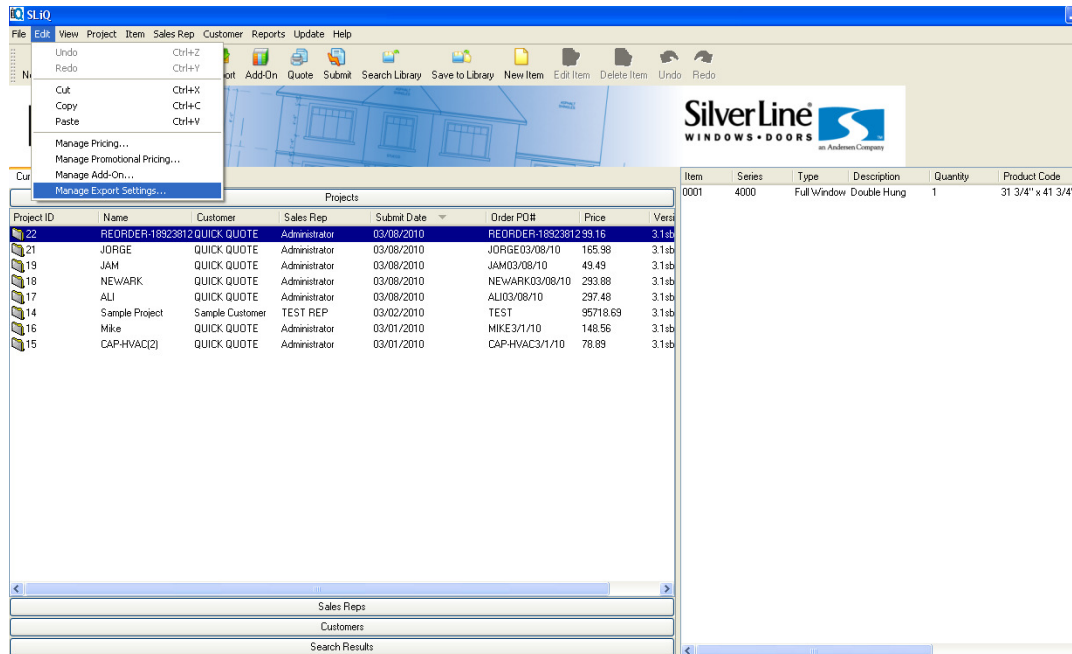 SLiQ
File Edit View Project Item Sales Rep Customer Reports Update Help
Undo Ctrl+Z
Redo Ctrl+Y
Cut Ctrl+X
Copy Ctrl+C
Paste Ctrl+V
Manage Pricing...
Manage Promotional Pricing...
Manage Add-On...
Manage Export Settings...
Add-On Quote Submit Search Library Save to Library New Item Edit Item Delete Item Undo Redo
SilverLine
WINDOWS • DOORS
an Andersen Company
Projects
Project ID Name Customer Sales Rep Submit Date Order PO# Price Versi
22 REORDER-18923812 QUICK QUOTE Administrator 03/08/2010 REORDER-18923812 99.16 3.1sb
21 JORGE QUICK QUOTE Administrator 03/08/2010 JORGE03/08/10 165.98 3.1sb
19 JAM QUICK QUOTE Administrator 03/08/2010 JAM03/08/10 49.49 3.1sb
18 NEWARK QUICK QUOTE Administrator 03/08/2010 NEWARK03/08/10 293.88 3.1sb
17 ALI QUICK QUOTE Administrator 03/08/2010 ALI03/08/10 297.48 3.1sb
14 Sample Project Sample Customer TEST REP 03/02/2010 TEST 95718.69 3.1sb
16 Mike QUICK QUOTE Administrator 03/01/2010 MIKE3/1/10 148.56 3.1sb
15 CAP-HVAC(2) QUICK QUOTE Administrator 03/01/2010 CAP-HVAC3/1/10 78.89 3.1sb
Sales Reps
Customers
Search Results
Item Series Type Description Quantity Product Code
0001 4000 Full Window Double Hung 1 31 3/4" x 41 3/4"